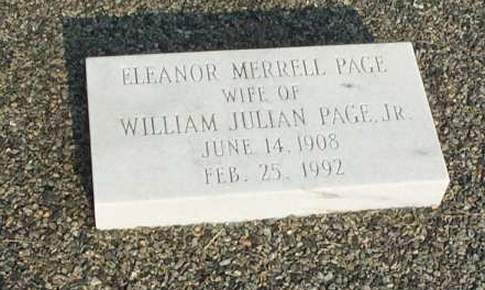 ELEANOR MERRELL PAGE
WIFE OF
WILLIAM JULIAN PAGE, JR.
JUNE 14, 1908
FEB. 25, 1992